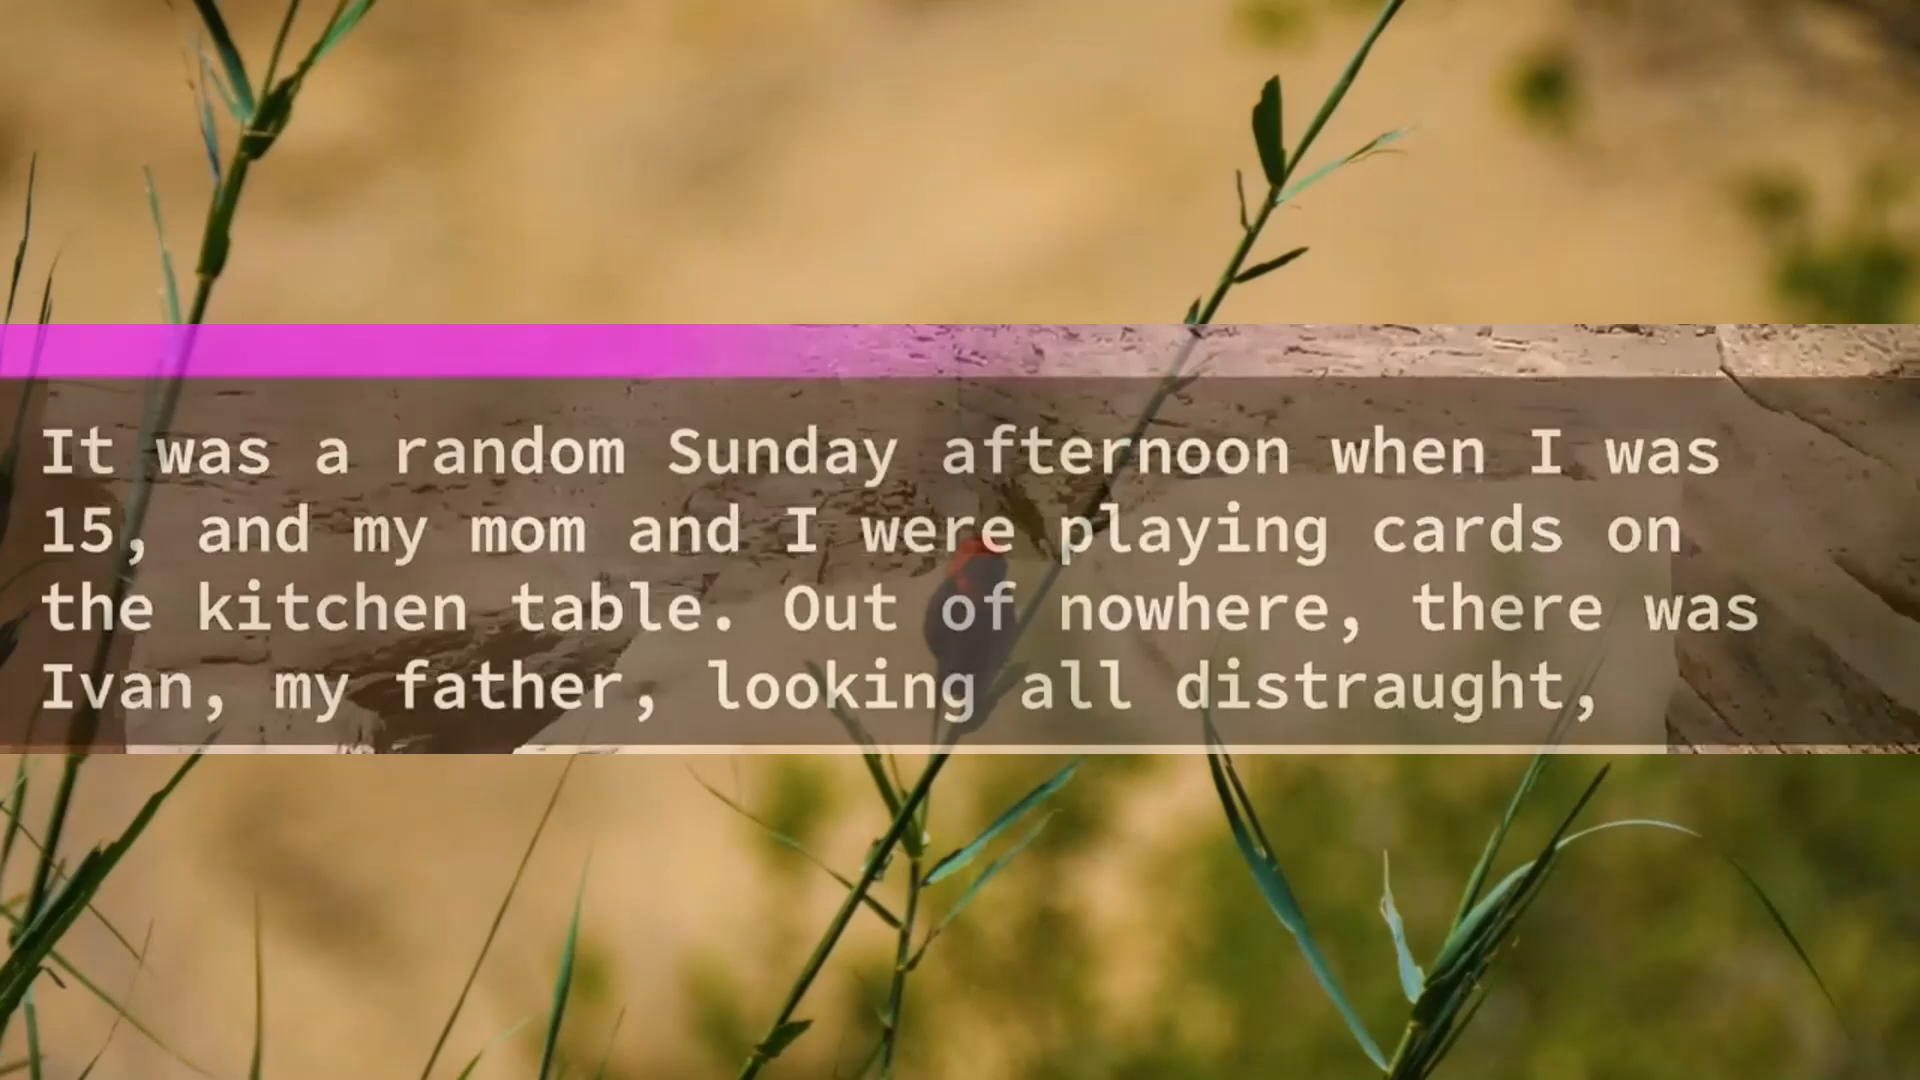 It was a random Sunday afternoon when I was
15, and my mom and I were playing cards on
the kitchen table. Out of nowhere, there was
Ivan, my father, looking all distraught,